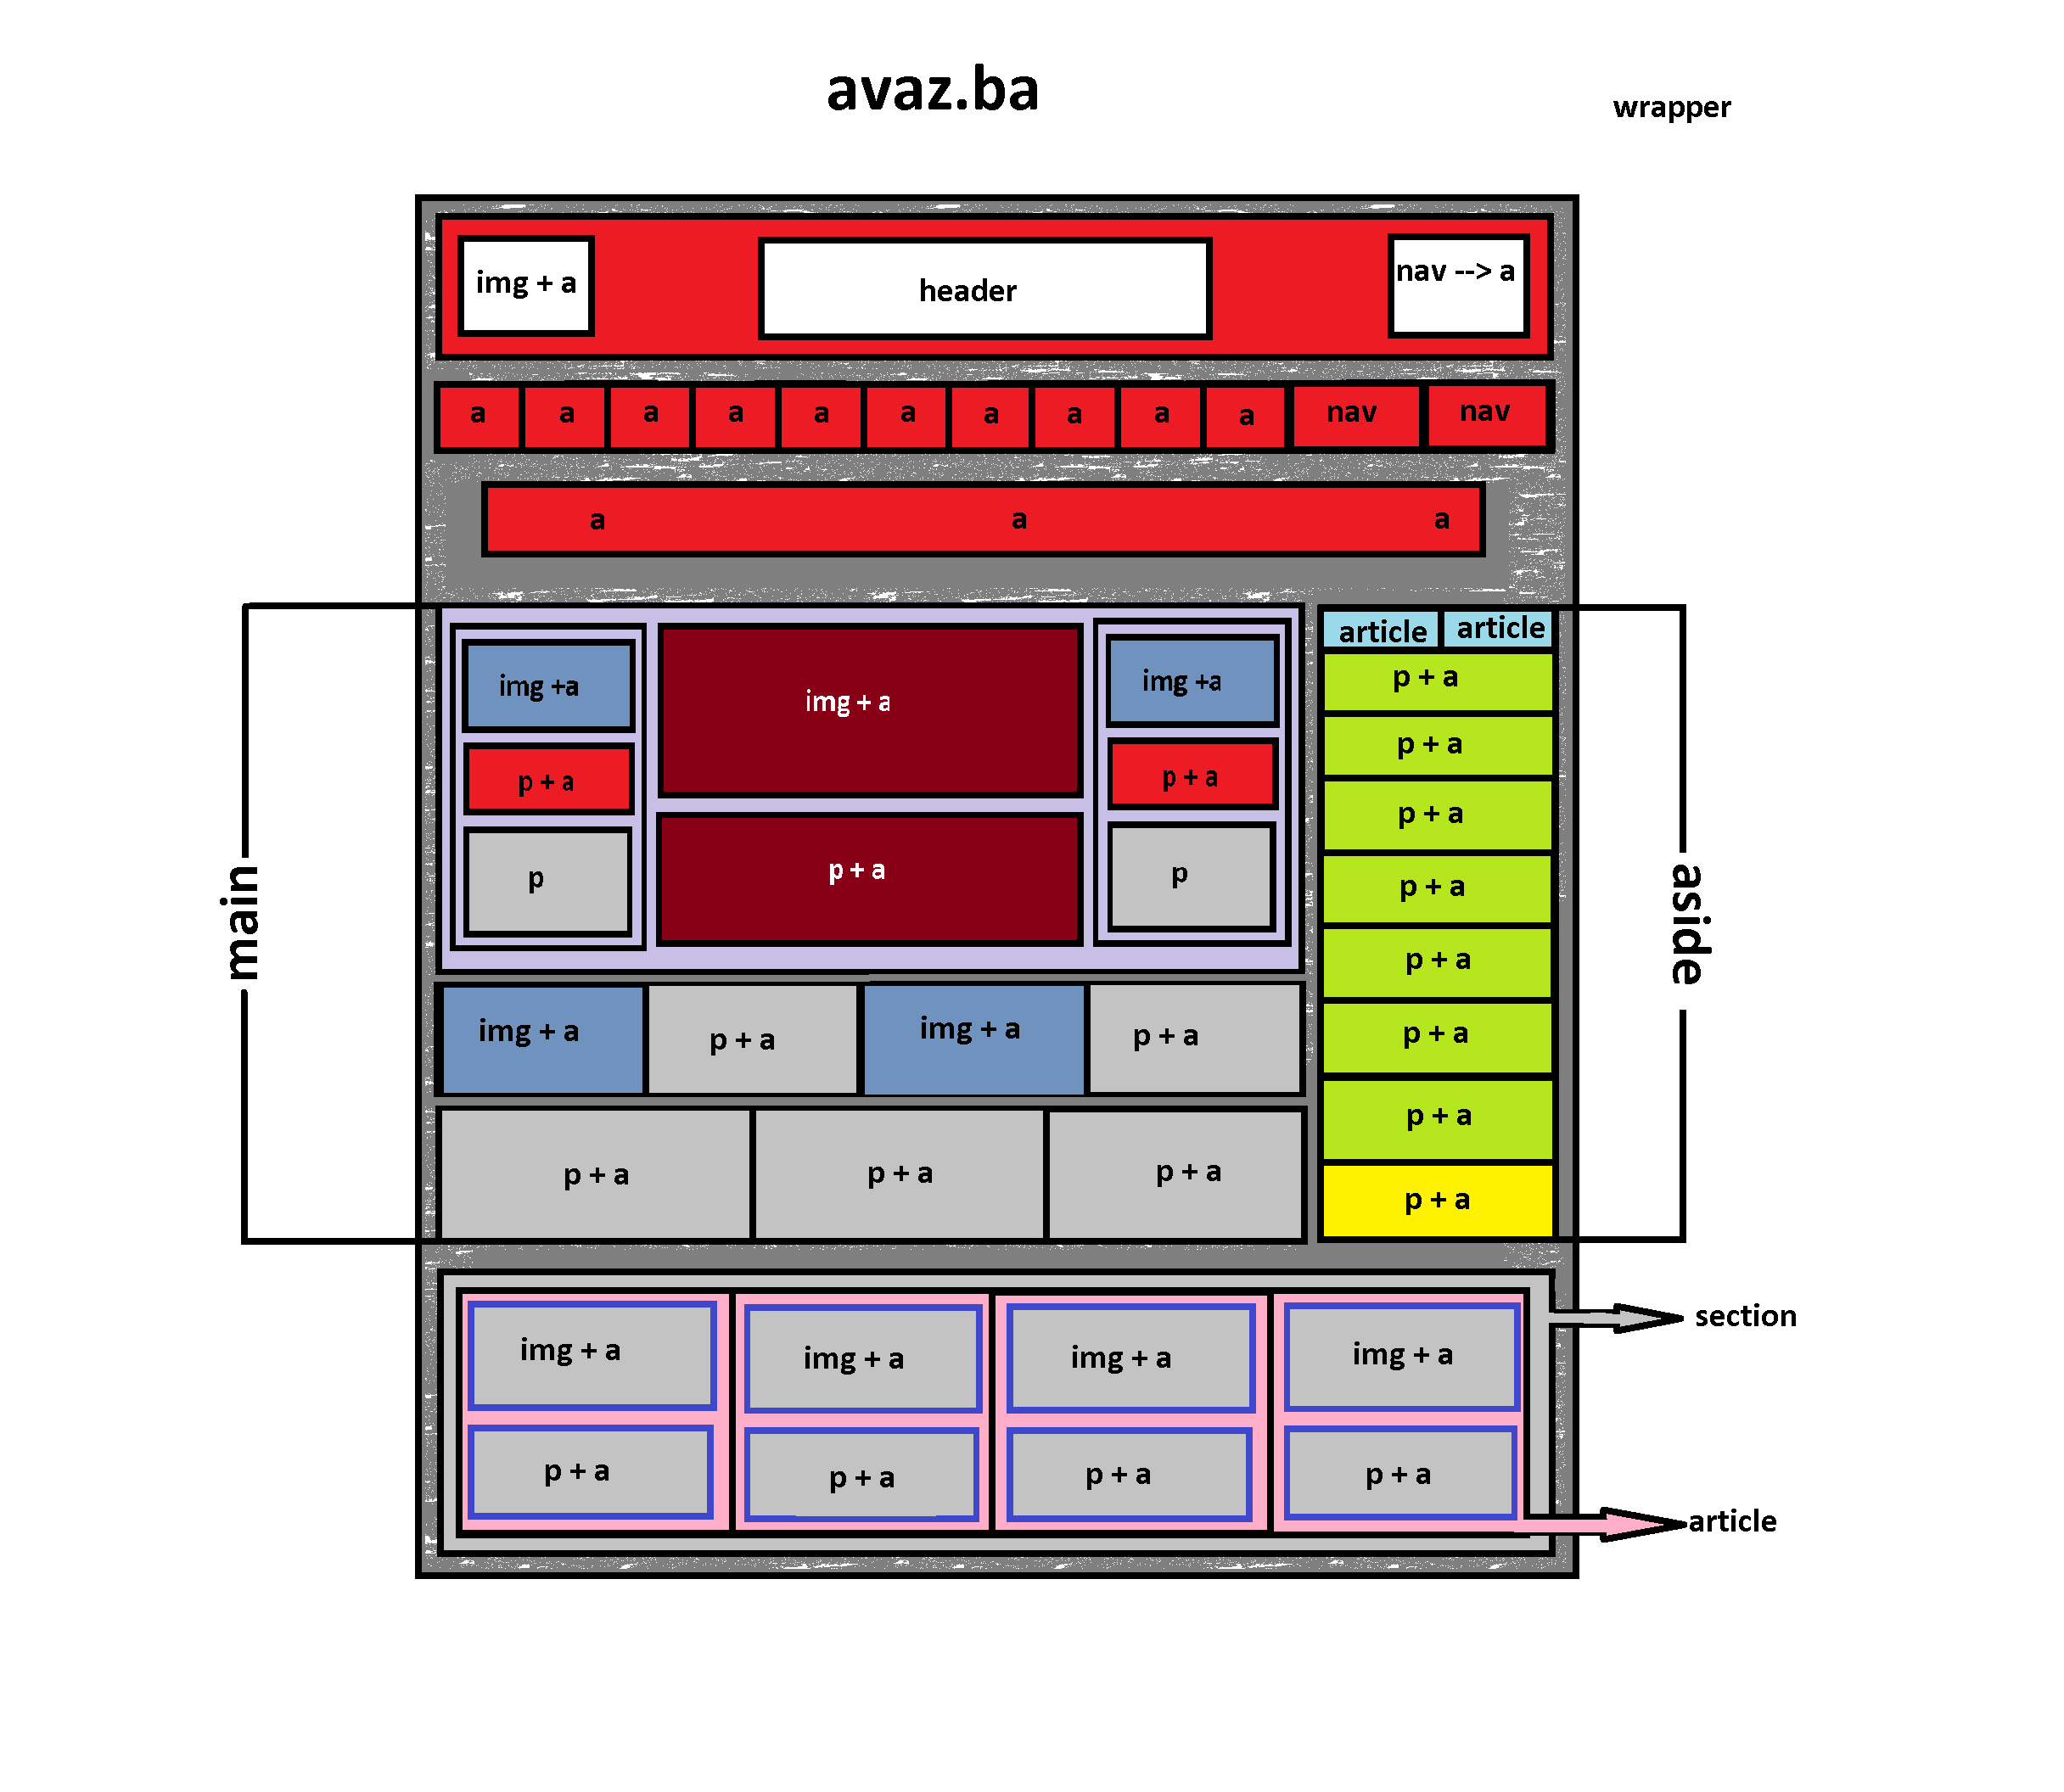 avaz.ba
wrapper
img + a
header
nav --> a
a
a
a
a
a
a
a
a
a
a
nav
nav
a
a
a
main
img +a
p + a
p
img + a
p + a
img +a
p + a
p
img + a
p + a
img + a
p + a
p + a
p + a
p + a
article
article
p + a
p + a
p + a
p + a
p + a
p + a
p + a
p + a
aside
img + a
img + a
img + a
img + a
p + a
p + a
p + a
p + a
section
article